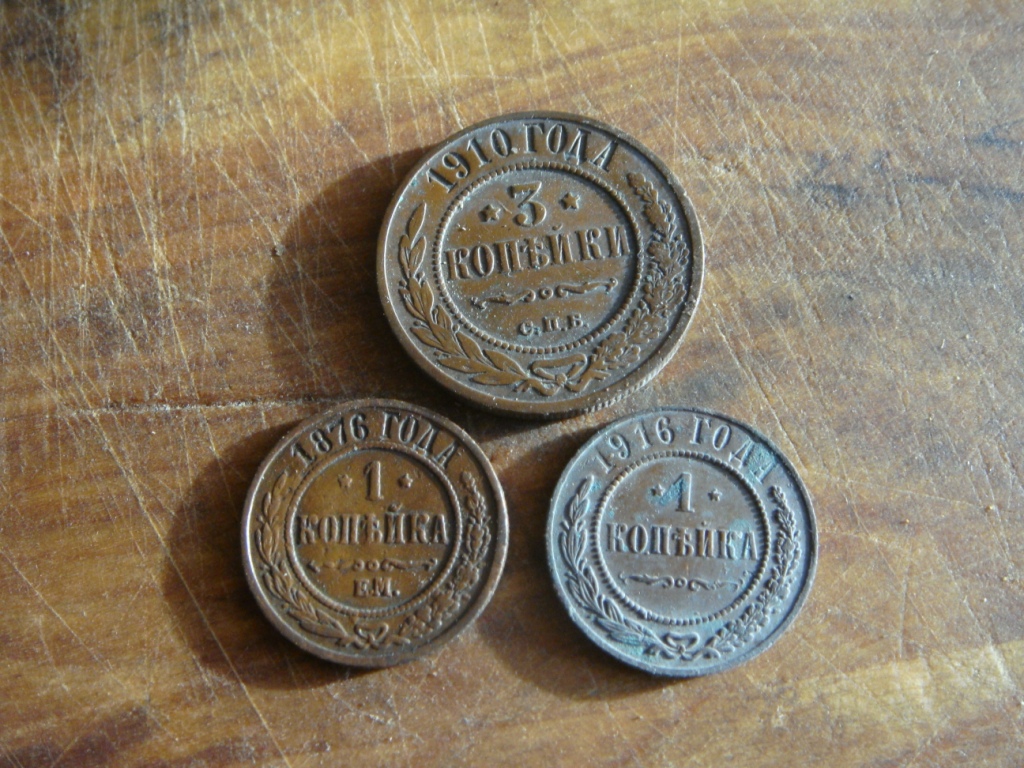 1910 ГОДА
3
КОПѢЙКИ
С.П.Б.
1876 ГОДА
1
КОПѢЙКА
Е.М.
1916 ГОДА
1
КОПѢЙКА